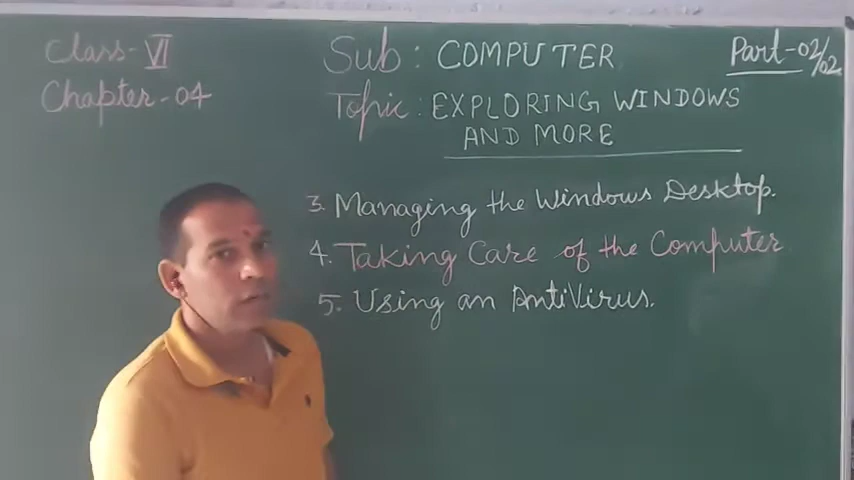 Class-VI
Chapter-04
Sub : COMPUTER
Part-02/02
Topic : EXPLORING WINDOWS
AND MORE
3. Managing the Windows Desktop.
4. Taking Care of the Computer
5. Using an AntiVirus.